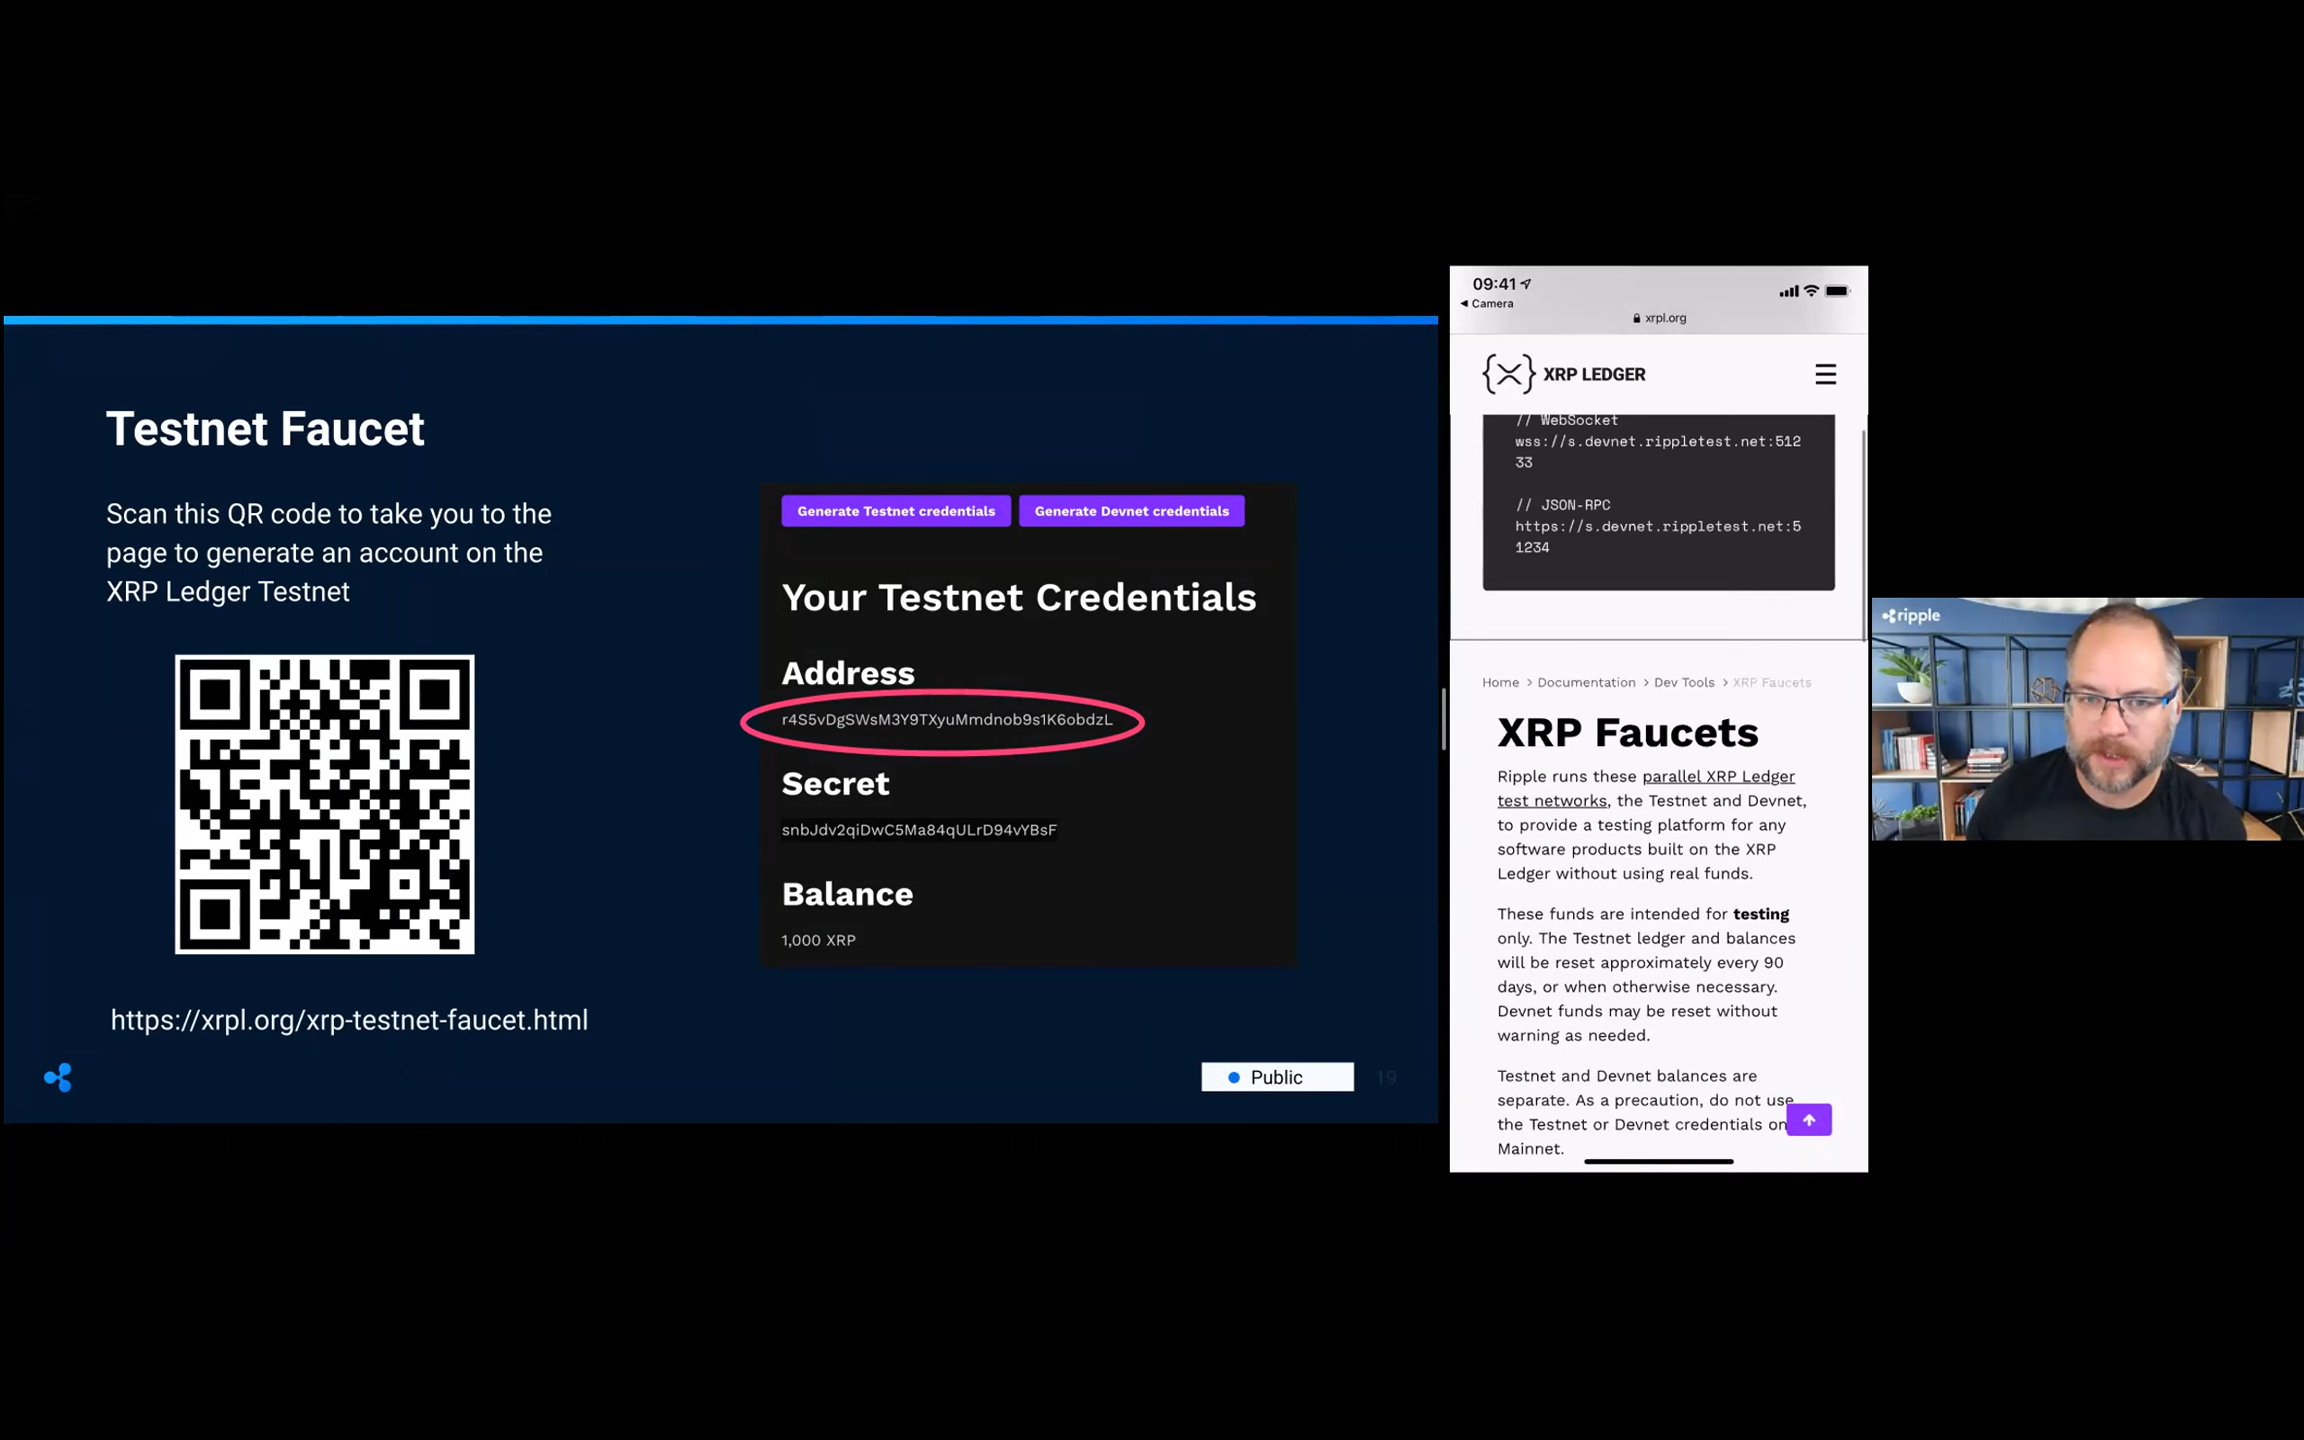 Testnet Faucet
Scan this QR code to take you to the
page to generate an account on the
XRP Ledger Testnet
https://xrpl.org/xrp-testnet-faucet.html
Generate Testnet credentials
Generate Devnet credentials
Your Testnet Credentials
Address
r4S5vDgSWsM3Y9TXyuMmdnob9s1K6obdzL
Secret
snbJdv2qiDwC5Ma84qULrD94vYBsF
Balance
1,000 XRP
Public
19
09:41
Camera
xrpl.org
XRP LEDGER
// WebSocket
wss://s.devnet.rippletest.net:512
33
// JSON-RPC
https://s.devnet.rippletest.net:5
1234
Home > Documentation > Dev Tools > XRP Faucets
XRP Faucets
Ripple runs these parallel XRP Ledger
test networks, the Testnet and Devnet,
to provide a testing platform for any
software products built on the XRP
Ledger without using real funds.
These funds are intended for testing
only. The Testnet ledger and balances
will be reset approximately every 90
days, or when otherwise necessary.
Devnet funds may be reset without
warning as needed.
Testnet and Devnet balances are
separate. As a precaution, do not use
the Testnet or Devnet credentials on
Mainnet.
ripple